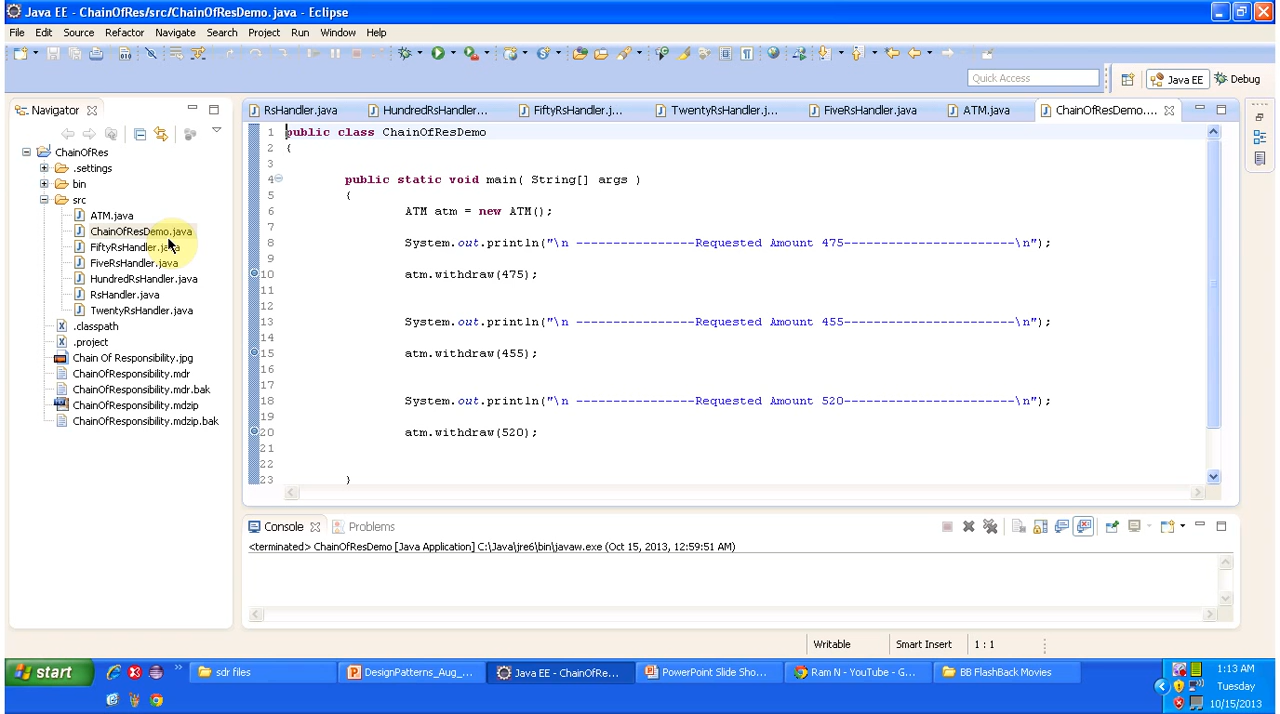 Java EE - ChainOfRes/src/ChainOfResDemo.java - Eclipse
File Edit Source Refactor Navigate Search Project Run Window Help
Quick Access
Java EE
Debug
Navigator
RsHandler.java
HundredRsHandler...
FiftyRsHandler.j...
TwentyRsHandler.j...
FiveRsHandler.java
ATM.java
ChainOfResDemo....
ChainOfRes
.settings
bin
src
ATM.java
ChainOfResDemo.java
FiftyRsHandler.java
FiveRsHandler.java
HundredRsHandler.java
RsHandler.java
TwentyRsHandler.java
.classpath
.project
Chain Of Responsibility.jpg
ChainOfResponsibility.mdr
ChainOfResponsibility.mdr.bak
ChainOfResponsibility.mdzip
ChainOfResponsibility.mdzip.bak
1 public class ChainOfResDemo
2 {
3
4 public static void main( String[] args )
5 {
6 ATM atm = new ATM();
7
8 System.out.println("\n ----------------Requested Amount 475-----------------------\n");
9
10 atm.withdraw(475);
11
12
13 System.out.println("\n ----------------Requested Amount 455-----------------------\n");
14
15 atm.withdraw(455);
16
17
18 System.out.println("\n ----------------Requested Amount 520-----------------------\n");
19
20 atm.withdraw(520);
21
22
23 }
Console
Problems
<terminated> ChainOfResDemo [Java Application] C:\Java\jre6\bin\javaw.exe (Oct 15, 2013, 12:59:51 AM)
Writable
Smart Insert
1 : 1
start
sdr files
DesignPatterns_Aug_...
Java EE - ChainOfRe...
PowerPoint Slide Sho...
Ram N - YouTube - G...
BB FlashBack Movies
1:13 AM
Tuesday
10/15/2013